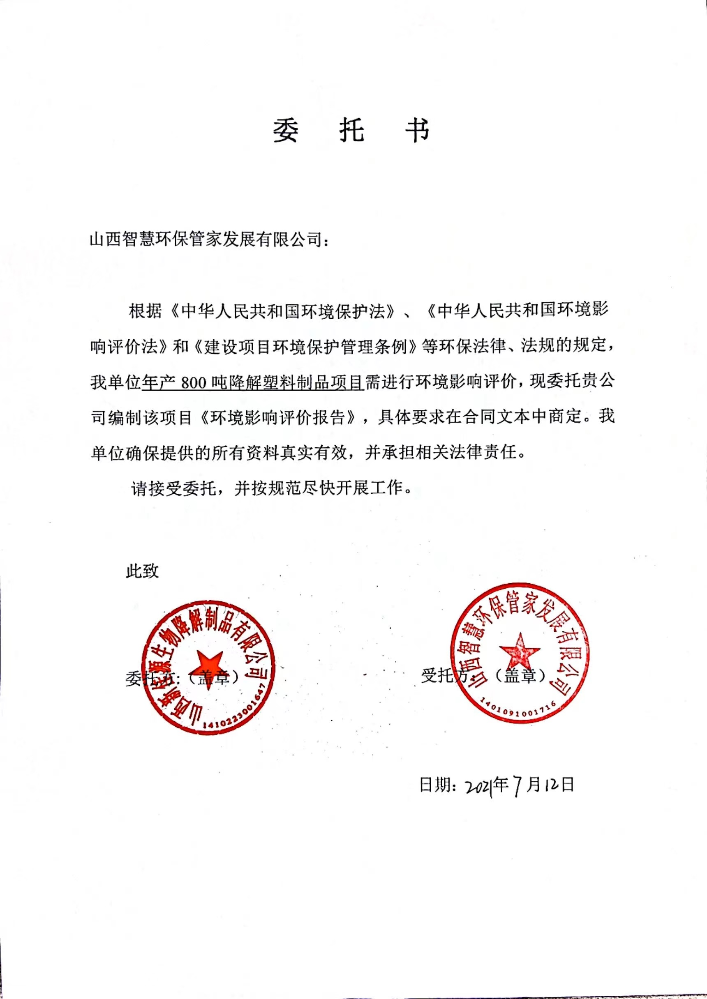 委 托 书
山西智慧环保管家发展有限公司：
根据《中华人民共和国环境保护法》、《中华人民共和国环境影
响评价法》和《建设项目环境保护管理条例》等环保法律、法规的规定，
我单位年产 800 吨降解塑料制品项目需进行环境影响评价，现委托贵公
司编制该项目《环境影响评价报告》，具体要求在合同文本中商定。我
单位确保提供的所有资料真实有效，并承担相关法律责任。
请接受委托，并按规范尽快开展工作。
此致
委托方：（盖章）
山西 源生物降解制品有限公司
1410223001647
受托方：（盖章）
山西智慧环保管家发展有限公司
1401091001716
日期：2021年7月12日